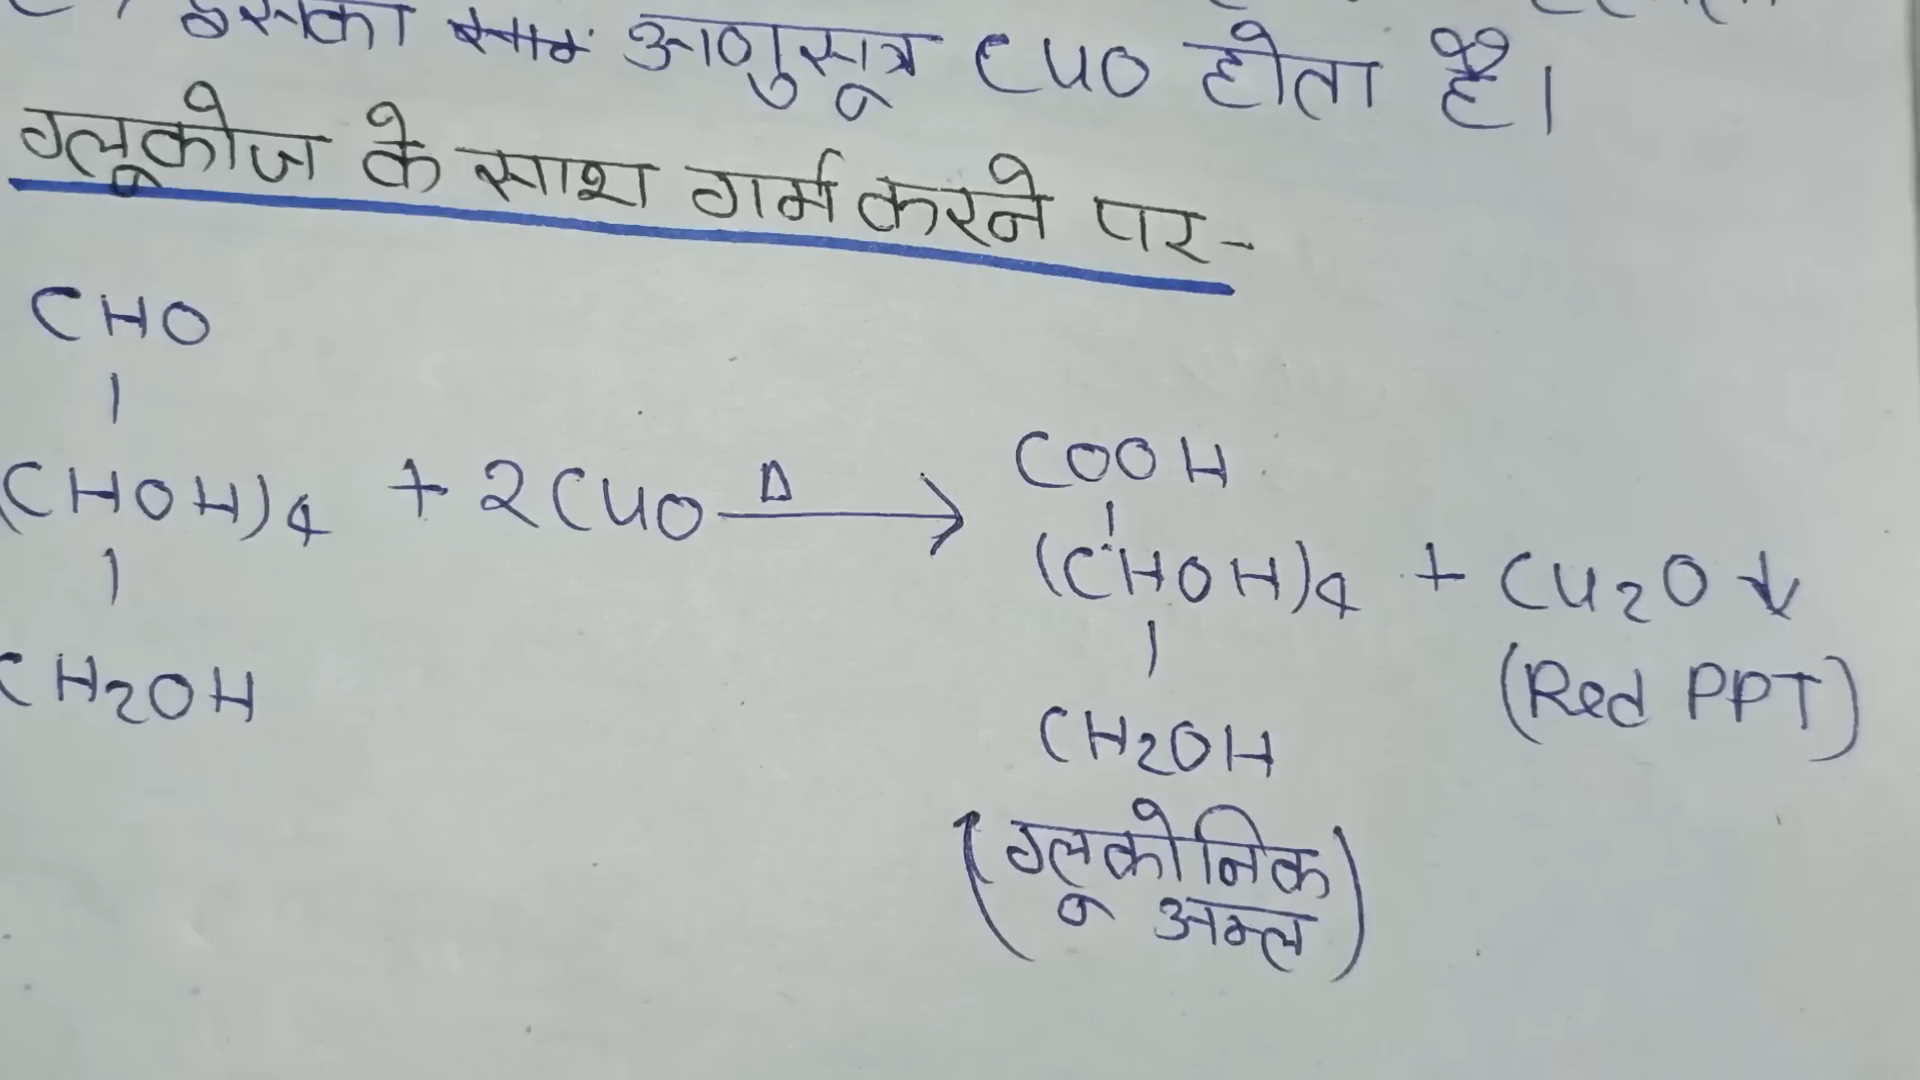 इसका आणुसूत्र CuO होता है।
ग्लूकोज के साथ गर्म करने पर-
CHO
|
(CHOH)4 + 2CuO Δ→
|
CH2OH
COOH
|
(CHOH)4 + Cu2O ↓
|
(Red PPT)
CH2OH
(ग्लूकोनिक
अम्ल)